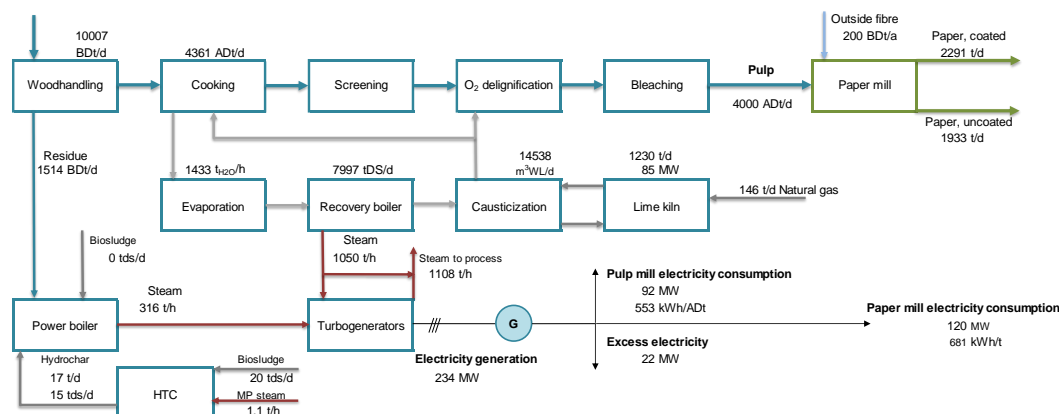 10007
BDt/d
4361 ADt/d
Outside fibre
200 BDt/a
Paper, coated
2291 t/d
Woodhandling
Cooking
Screening
O2 delignification
Bleaching
Pulp
4000 ADt/d
Paper mill
Paper, uncoated
1933 t/d
Residue
1514 BDt/d
1433 tH2O/h
7997 tDS/d
14538
m³WL/d
1230 t/d
85 MW
146 t/d Natural gas
Evaporation
Recovery boiler
Causticization
Lime kiln
Biosludge
0 tds/d
Steam
1050 t/h
Steam to process
1108 t/h
Steam
316 t/h
Pulp mill electricity consumption
92 MW
553 kWh/ADt
Power boiler
Turbogenerators
G
Paper mill electricity consumption
120 MW
681 kWh/t
Electricity generation
234 MW
Excess electricity
22 MW
Hydrochar
17 t/d
15 tds/d
HTC
Biosludge
20 tds/d
MP steam
1.1 t/h